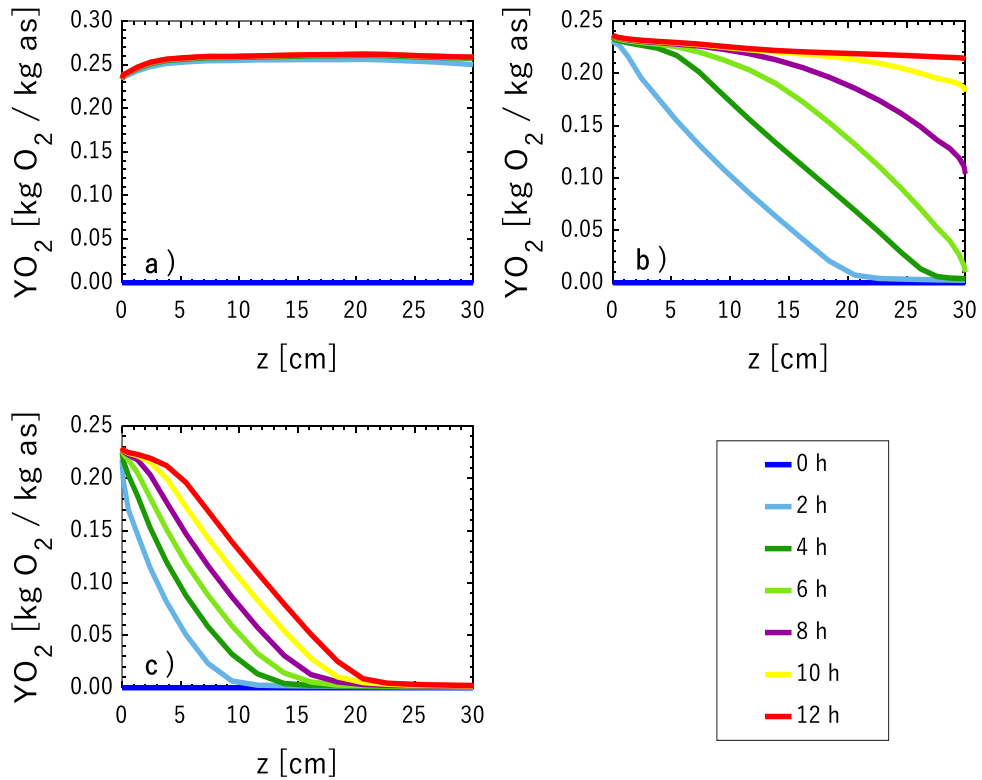 YO2 [kg O2 / kg as]
0.30
0.25
0.20
0.15
0.10
0.05
0.00
a)
0 5 10 15 20 25 30
z [cm]
YO2 [kg O2 / kg as]
0.25
0.20
0.15
0.10
0.05
0.00
b)
0 5 10 15 20 25 30
z [cm]
YO2 [kg O2 / kg as]
0.25
0.20
0.15
0.10
0.05
0.00
c)
0 5 10 15 20 25 30
z [cm]
0 h
2 h
4 h
6 h
8 h
10 h
12 h